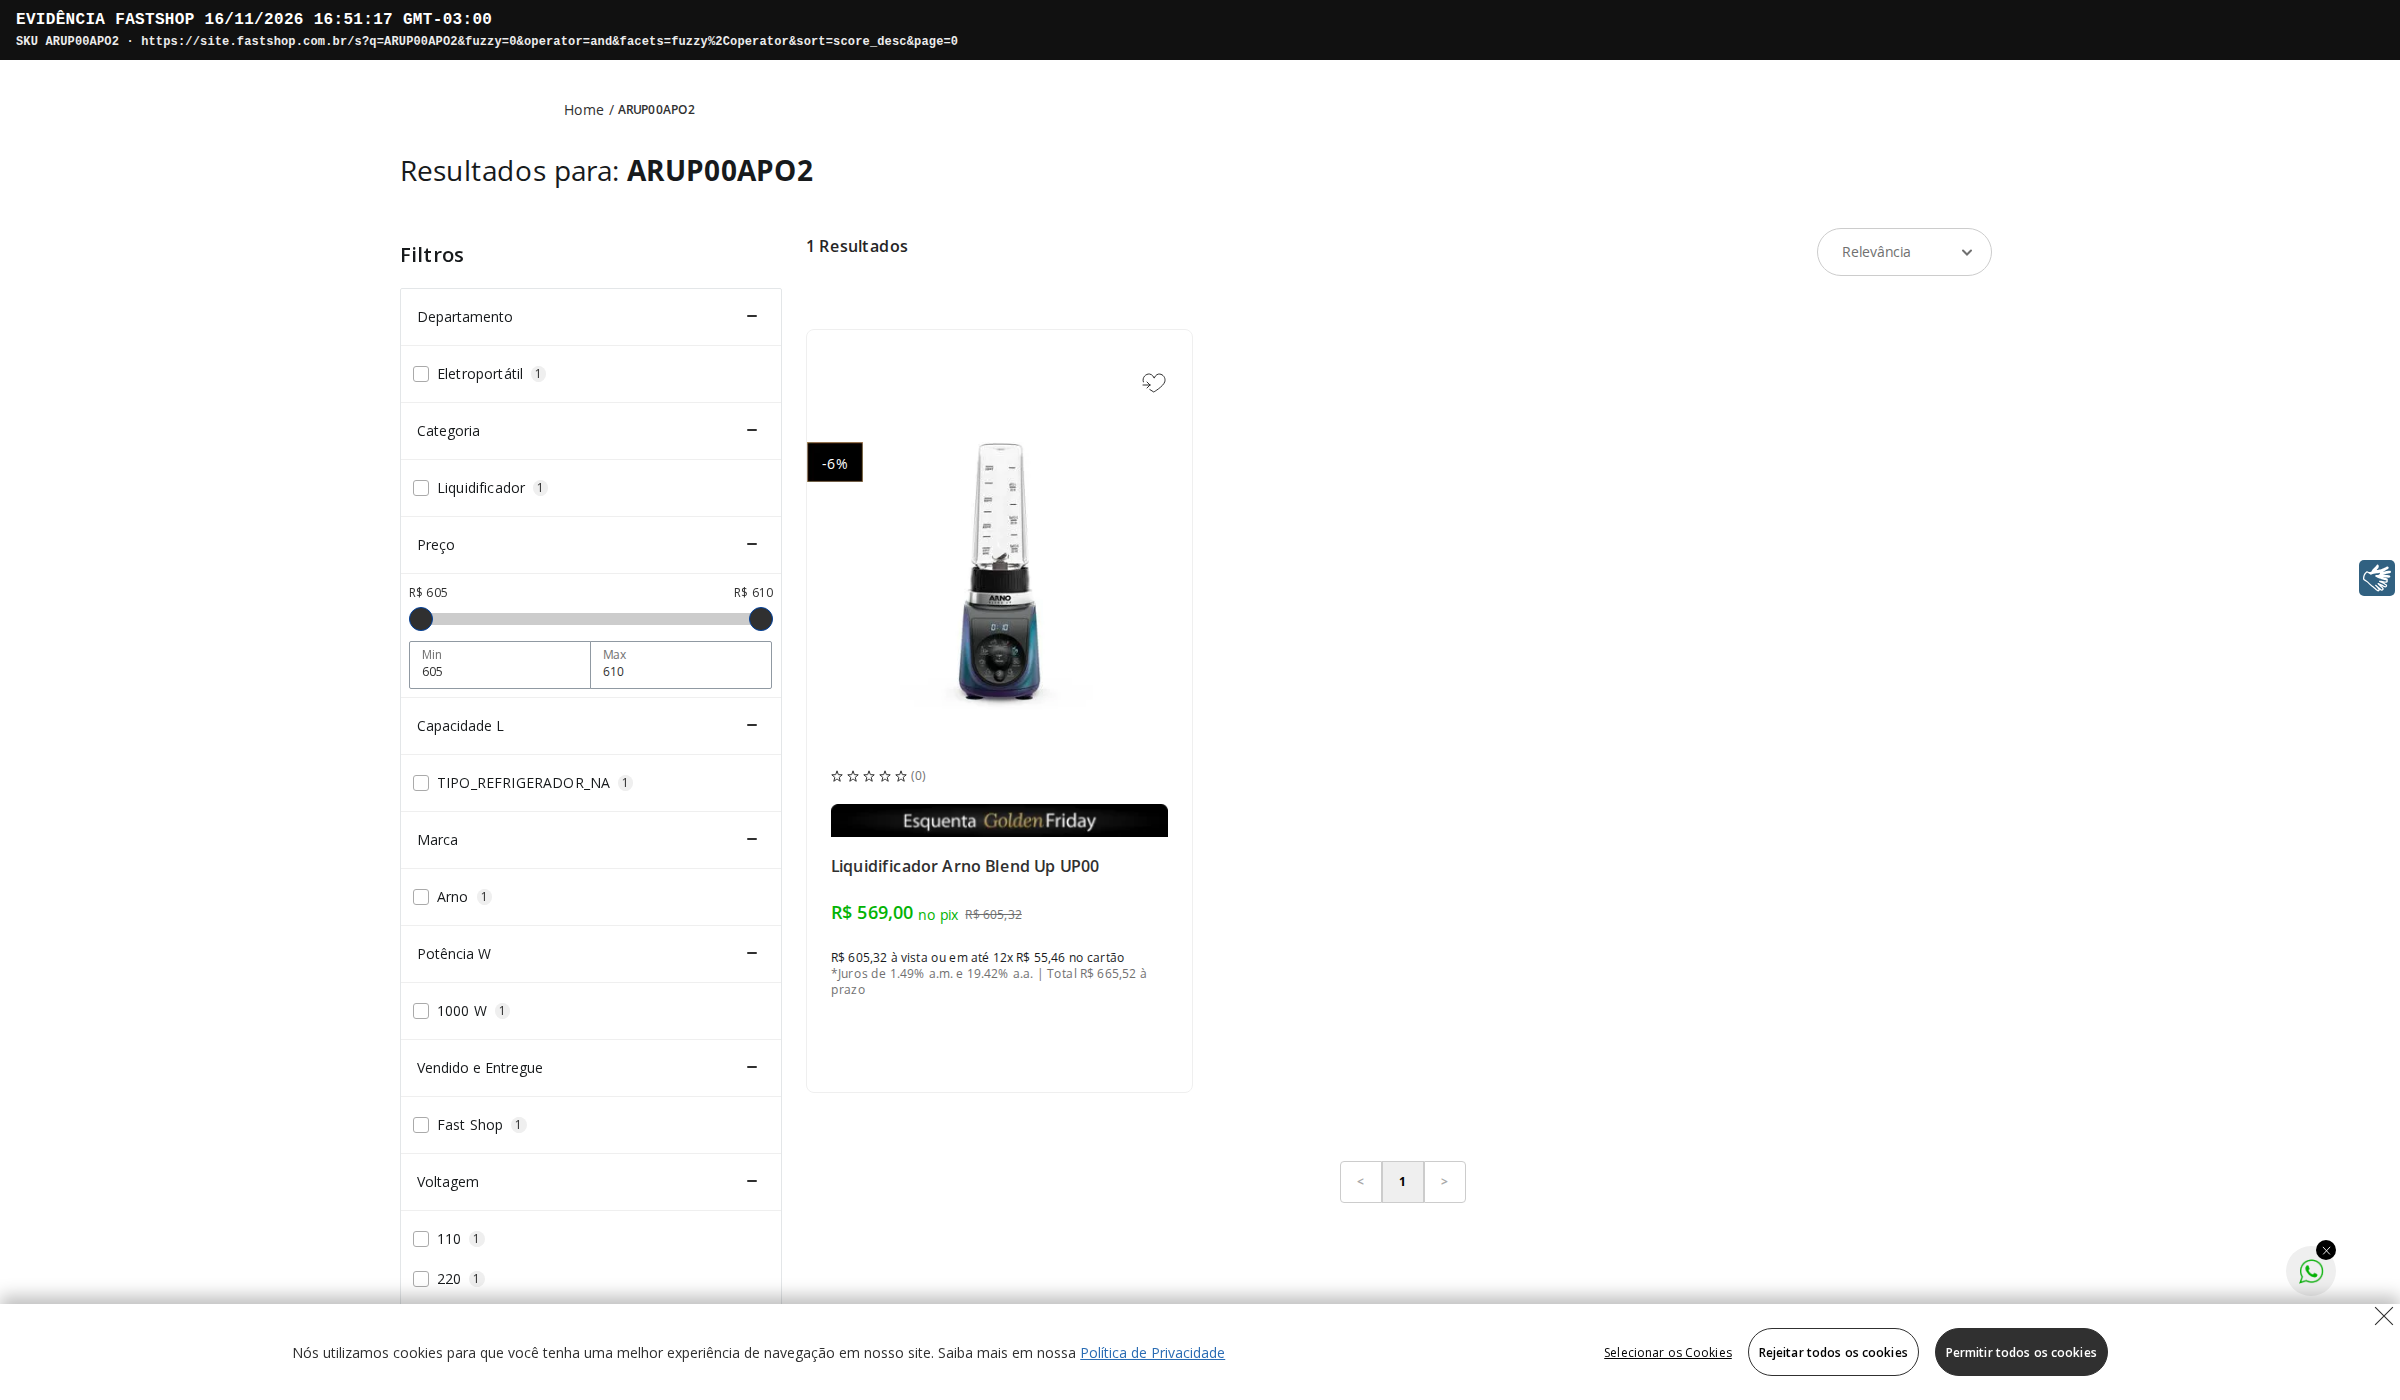 EVIDÊNCIA FASTSHOP 16/11/2026 16:51:17 GMT-03:00
SKU ARUP00APO2 · https://site.fastshop.com.br/s?q=ARUP00APO2&fuzzy=0&operator=and&facets=fuzzy%2Coperator&sort=score_desc&page=0
Home / ARUP00APO2
Resultados para: ARUP00APO2
Filtros
1 Resultados
Relevância
Departamento
Eletroportátil 1
Categoria
Liquidificador 1
Preço
R$ 605 R$ 610
Min
605
Max
610
Capacidade L
TIPO_REFRIGERADOR_NA 1
Marca
Arno 1
Potência W
1000 W 1
Vendido e Entregue
Fast Shop 1
Voltagem
110 1
220 1
-6%
ARNO
0:10
(0)
Esquenta Golden Friday
Liquidificador Arno Blend Up UP00
R$ 569,00 no pix R$ 605,32
R$ 605,32 à vista ou em até 12x R$ 55,46 no cartão
*Juros de 1.49% a.m. e 19.42% a.a. | Total R$ 665,52 à
prazo
< 1 >
Nós utilizamos cookies para que você tenha uma melhor experiência de navegação em nosso site. Saiba mais em nossa Política de Privacidade
Selecionar os Cookies
Rejeitar todos os cookies
Permitir todos os cookies